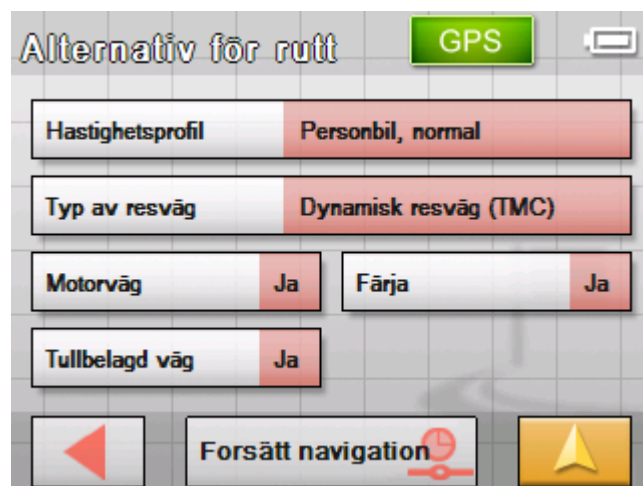 Alternativ för rutt
GPS
Hastighetsprofil Personbil, normal
Typ av resväg Dynamisk resväg (TMC)
Motorväg Ja Färja Ja
Tullbelagd väg Ja
Forsätt navigation